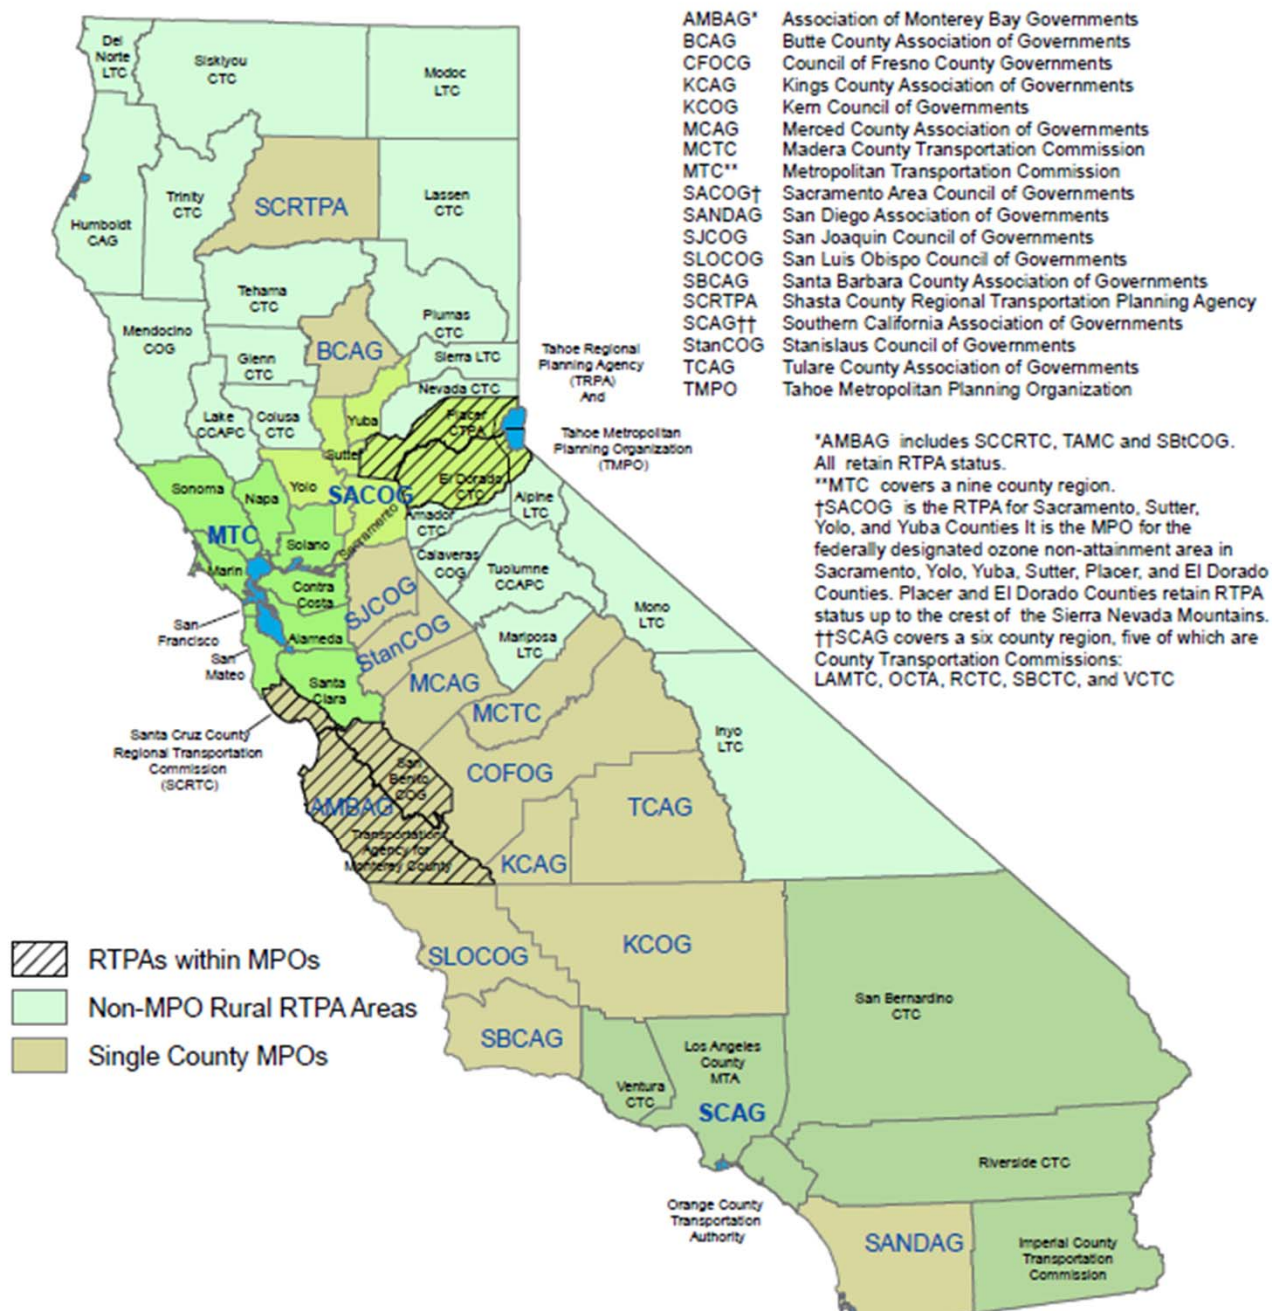 AMBAG* Association of Monterey Bay Governments
BCAG Butte County Association of Governments
CFOCG Council of Fresno County Governments
KCAG Kings County Association of Governments
KCOG Kern Council of Governments
MCAG Merced County Association of Governments
MCTC Madera County Transportation Commission
MTC** Metropolitan Transportation Commission
SACOG† Sacramento Area Council of Governments
SANDAG San Diego Association of Governments
SJCOG San Joaquin Council of Governments
SLOCOG San Luis Obispo Council of Governments
SBCAG Santa Barbara County Association of Governments
SCRTPA Shasta County Regional Transportation Planning Agency
SCAG†† Southern California Association of Governments
StanCOG Stanislaus Council of Governments
TCAG Tulare County Association of Governments
TMPO Tahoe Metropolitan Planning Organization
*AMBAG includes SCCRTC, TAMC and SBtCOG.
All retain RTPA status.
**MTC covers a nine county region.
†SACOG is the RTPA for Sacramento, Sutter,
Yolo, and Yuba Counties It is the MPO for the
federally designated ozone non-attainment area in
Sacramento, Yolo, Yuba, Sutter, Placer, and El Dorado
Counties. Placer and El Dorado Counties retain RTPA
status up to the crest of the Sierra Nevada Mountains.
††SCAG covers a six county region, five of which are
County Transportation Commissions:
LAMTC, OCTA, RCTC, SBCTC, and VCTC
Del
Norte
LTC
Siskiyou
CTC
Modoc
LTC
Humboldt
CAG
Trinity
CTC
SCRTPA
Lassen
CTC
Tehama
CTC
Plumas
CTC
Mendocino
COG
Glenn
CTC
BCAG
Sierra LTC
Nevada CTC
Tahoe Regional
Planning Agency
(TRPA)
And
Tahoe Metropolitan
Planning Organization
(TMPO)
Lake
CCAPC
Colusa
CTC
Yuba
Placer
CTPA
Sutter
El Dorado
CTC
Sonoma
Napa
Yolo
SACOG
Sacramento
Amador
CTC
Alpine
LTC
MTC
Solano
Marin
Contra
Costa
Calaveras
COG
Tuolumne
CCAPC
Mono
LTC
San
Francisco
Alameda
SJCOG
StanCOG
Mariposa
LTC
San
Mateo
Santa
Clara
MCAG
MCTC
Santa Cruz County
Regional Transportation
Commission
(SCRTC)
San
Benito
COG
COFOG
Inyo
LTC
AMBAG
Transportation
Agency for
Monterey County
TCAG
KCAG
SLOCOG
KCOG
SBCAG
San Bernardino
CTC
Ventura
CTC
Los Angeles
County
MTA
SCAG
Riverside CTC
Orange County
Transportation
Authority
SANDAG
Imperial County
Transportation
Commission
RTPAs within MPOs
Non-MPO Rural RTPA Areas
Single County MPOs